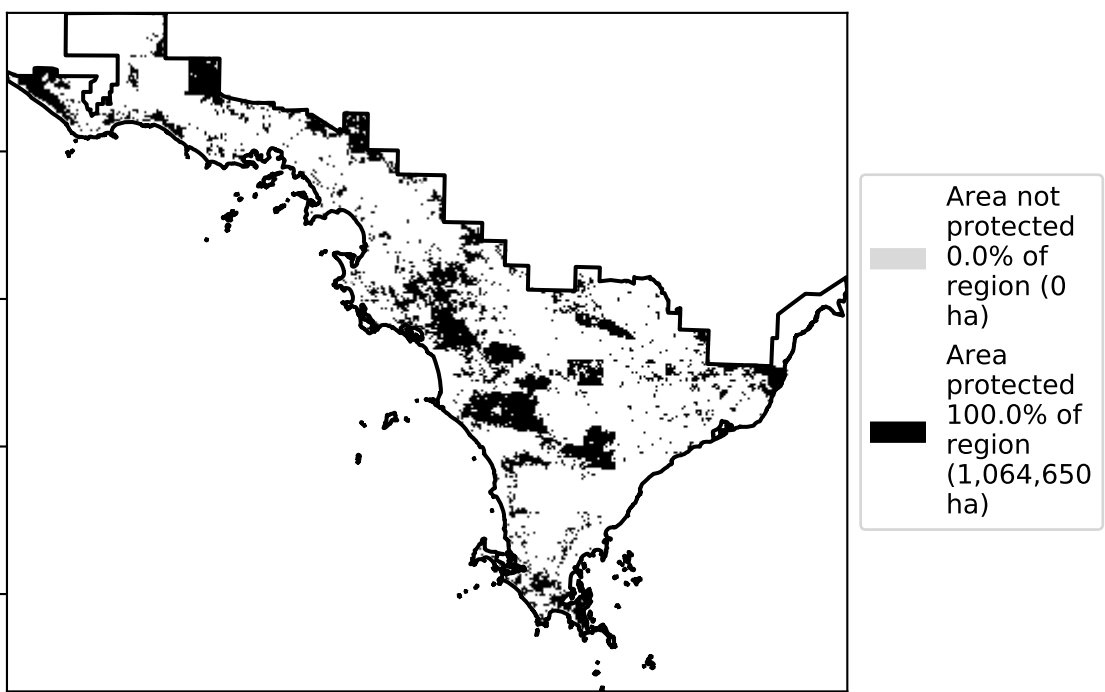 Area not
protected
0.0% of
region (0
ha)
Area
protected
100.0% of
region
(1,064,650
ha)